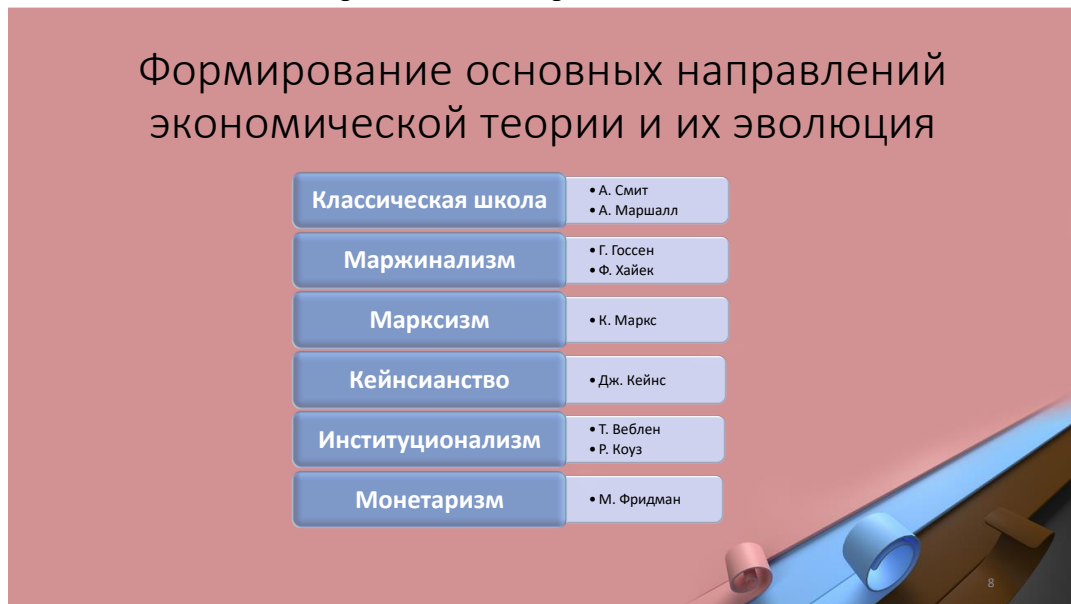 Формирование основных направлений
экономической теории и их эволюция
Классическая школа
• А. Смит
• А. Маршалл
Маржинализм
• Г. Госсен
• Ф. Хайек
Марксизм
• К. Маркс
Кейнсианство
• Дж. Кейнс
Институционализм
• Т. Веблен
• Р. Коуз
Монетаризм
• М. Фридман
8